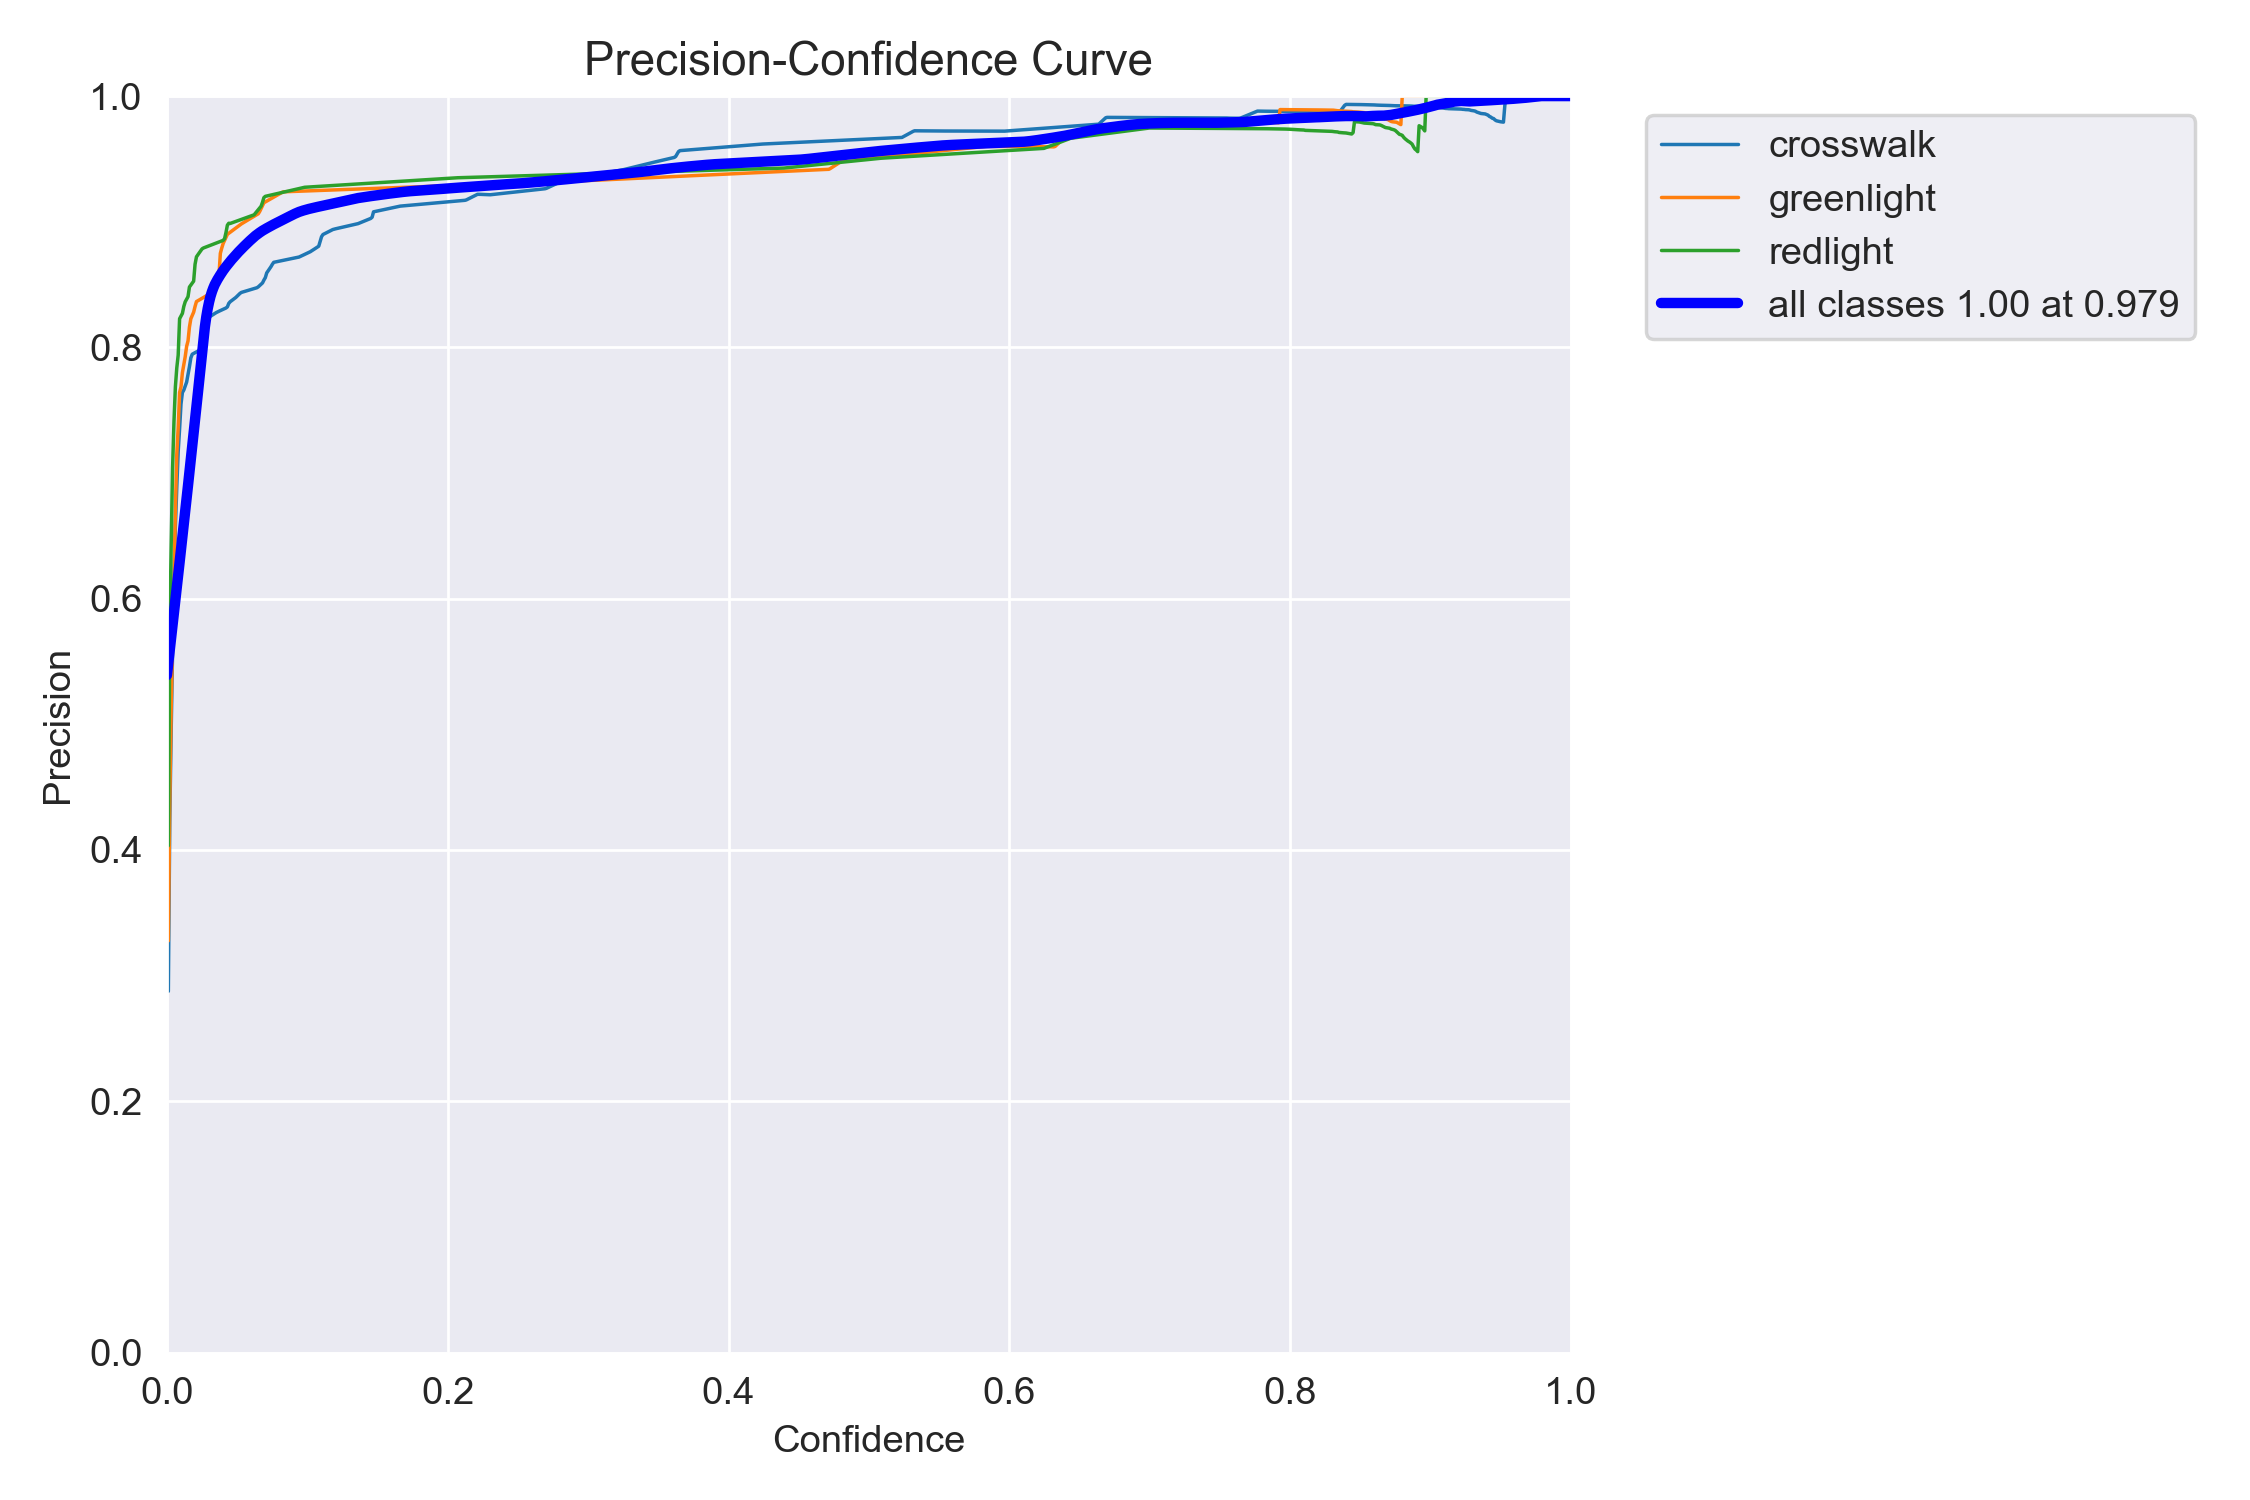 Precision-Confidence Curve
1.0
0.8
0.6
0.4
0.2
0.0
Precision
0.0 0.2 0.4 0.6 0.8 1.0
Confidence
crosswalk
greenlight
redlight
all classes 1.00 at 0.979